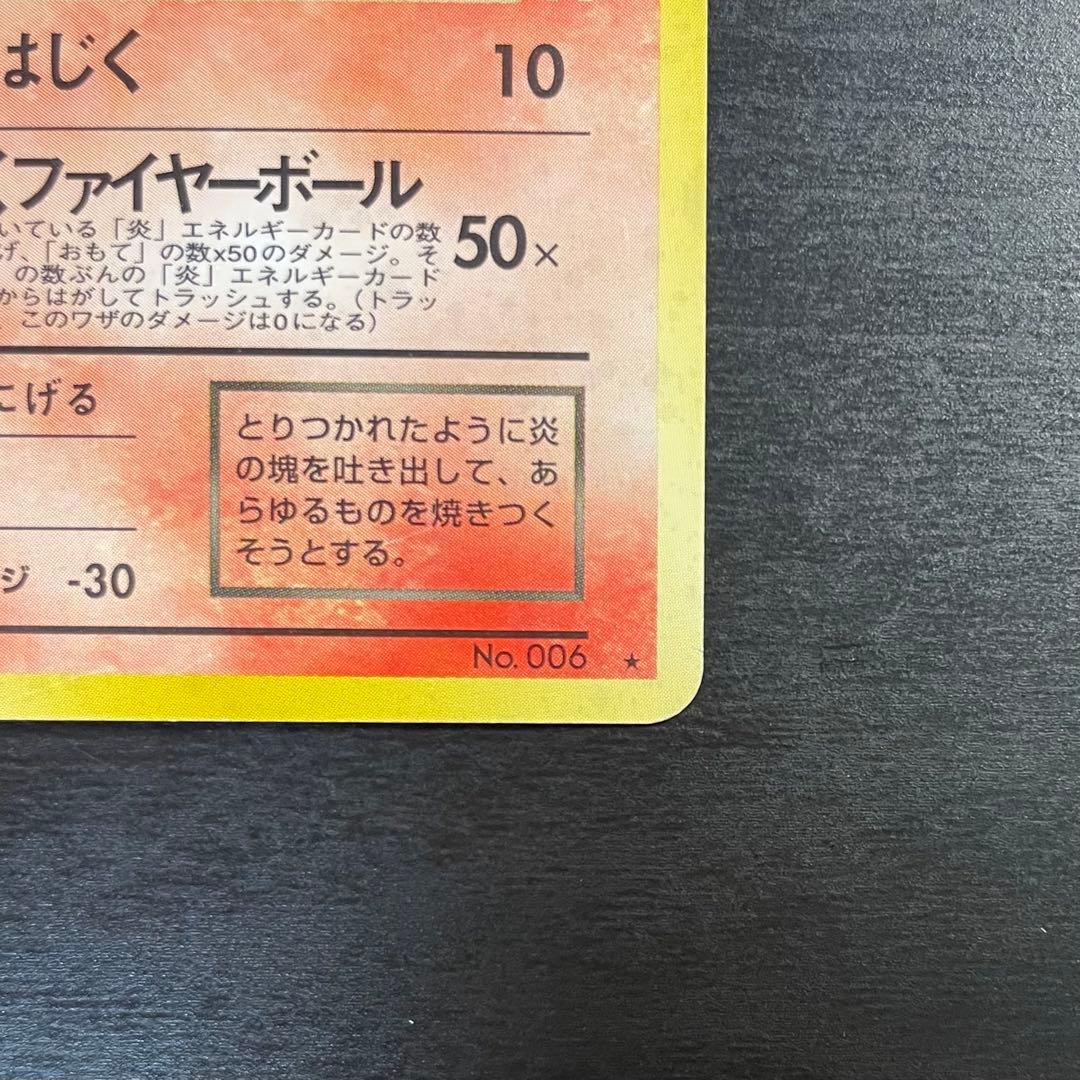 はじく 10
ファイヤーボール
いている「炎」エネルギーカードの数
げ、「おもて」の数x50のダメージ。そ
の数ぶんの「炎」エネルギーカード
からはがしてトラッシュする。（トラッ
このワザのダメージは0になる）
50×
にげる
とりつかれたように炎
の塊を吐き出して、あ
らゆるものを焼きつく
そうとする。
ジ -30
No. 006 ★